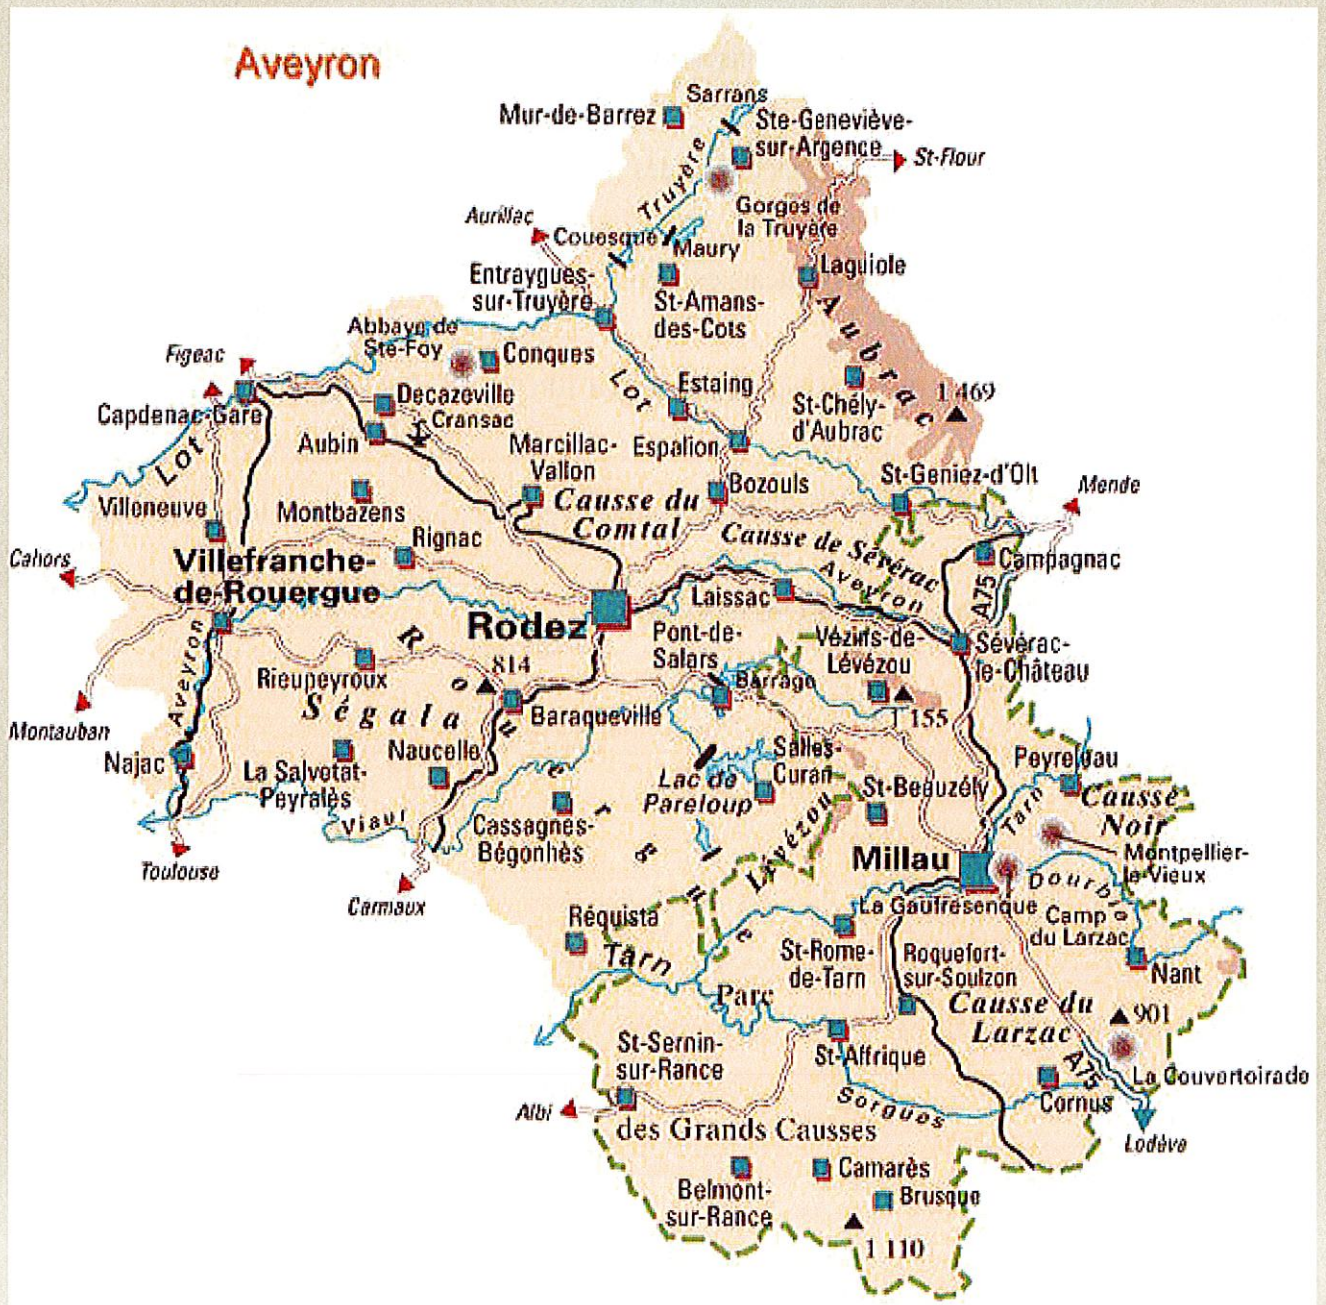 Aveyron
Sarrans
Mur-de-Barrez
Ste-Geneviève-
sur-Argence
St-Flour
Truyère
Gorges de
la Truyère
Aurillac
Couesque
Maury
Laguiole
Entraygues-
sur-Truyère
St-Amans-
des-Cots
Aubrac
Abbaye de
Ste-Foy
Conques
Figeac
Lot
Estaing
1 469
Decazeville
St-Chély-
d'Aubrac
Capdenac-Gare
Cransac
Aubin
Marcillac-
Vallon
Espalion
Lot
St-Geniez-d'Olt
Mende
Bozouls
Villeneuve
Montbazens
Causse du
Comtal
Rignac
Causse de Sévérac
Cahors
Villefranche-
de-Rouergue
Campagnac
Aveyron
A75
Laissac
Rodez
Pont-de-
Salars
Vézins-de-
Lévézou
Sévérac-
le-Château
Aveyron
Rouergue
814
Rieupeyroux
Barrage
1 155
Ségala
Baraqueville
Montauban
Najac
Naucelle
La Salvetat-
Peyralès
Salles-
Curan
Peyreleau
Lac de
Pareloup
St-Beauzély
Tarn
Causse
Noir
Viaur
Cassagnes-
Bégonhès
Lévézou
Millau
Montpellier-
le-Vieux
Toulouse
Dourbie
Carmaux
La Gaufresenque
Réquista
Camp
du Larzac
Tarn
St-Rome-
de-Tarn
Roquefort-
sur-Soulzon
Nant
Parc
Causse du
Larzac
901
St-Sernin-
sur-Rance
St-Affrique
A75
La Couvertoirade
Albi
Sorgues
Cornus
des Grands Causses
Lodève
Camarès
Belmont-
sur-Rance
Brusque
1 110